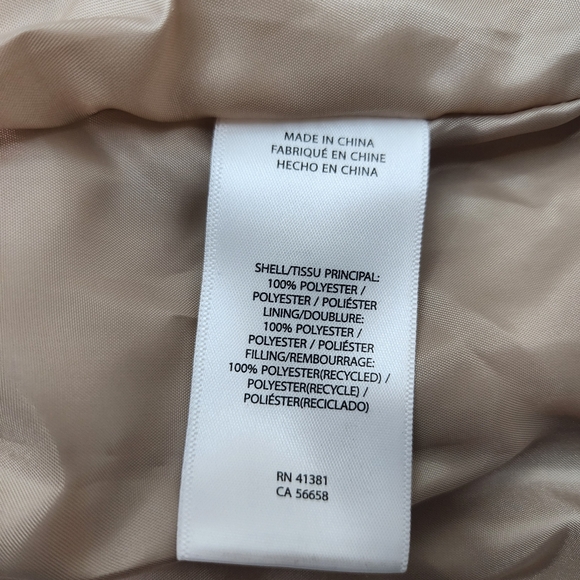 MADE IN CHINA
FABRIQUÉ EN CHINE
HECHO EN CHINA
SHELL/TISSU PRINCIPAL:
100% POLYESTER /
POLYESTER / POLIÉSTER
LINING/DOUBLURE:
100% POLYESTER /
POLYESTER / POLIÉSTER
FILLING/REMBOURRAGE:
100% POLYESTER(RECYCLED) /
POLYESTER(RECYCLE) /
POLIÉSTER(RECICLADO)
RN 41381
CA 56658